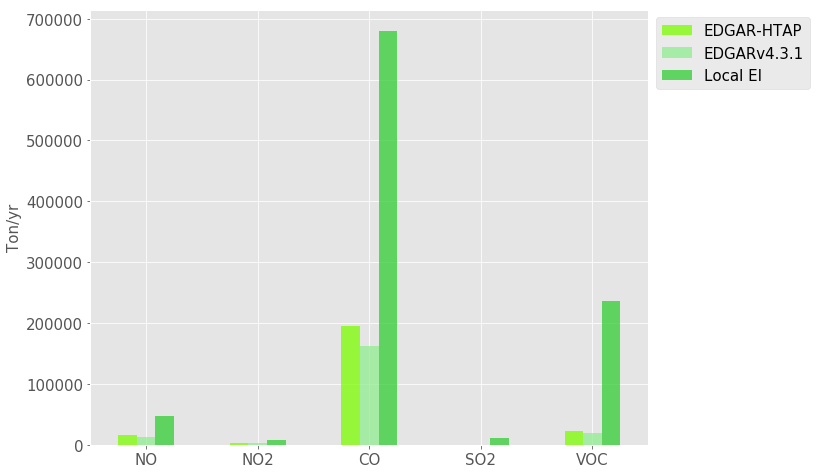 700000
600000
500000
400000
300000
200000
100000
0
Ton/yr
NO NO2 CO SO2 VOC
EDGAR-HTAP
EDGARv4.3.1
Local EI